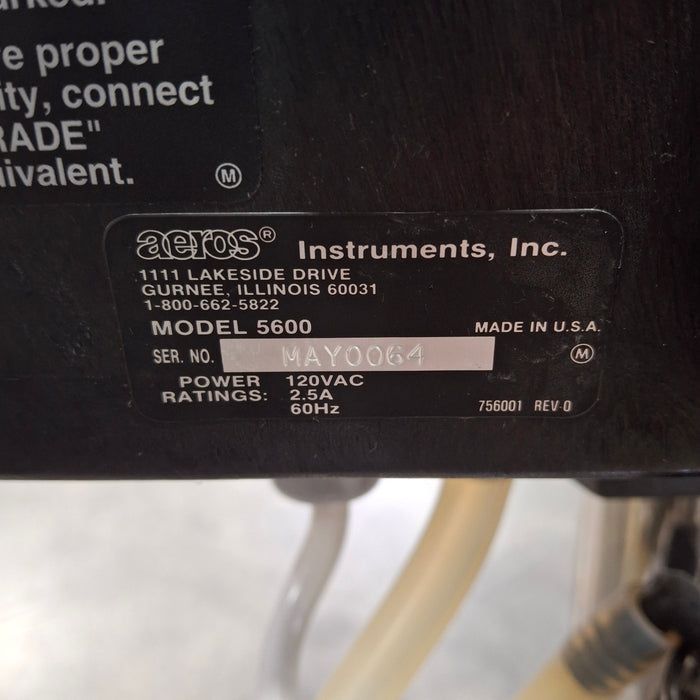 re proper
ity, connect
RADE"
uivalent. M
aeros® Instruments, Inc.
1111 LAKESIDE DRIVE
GURNEE, ILLINOIS 60031
1-800-662-5822
MODEL 5600 MADE IN U.S.A.
SER. NO. MAY0064 M
POWER 120VAC
RATINGS: 2.5A
60Hz 756001 REV 0